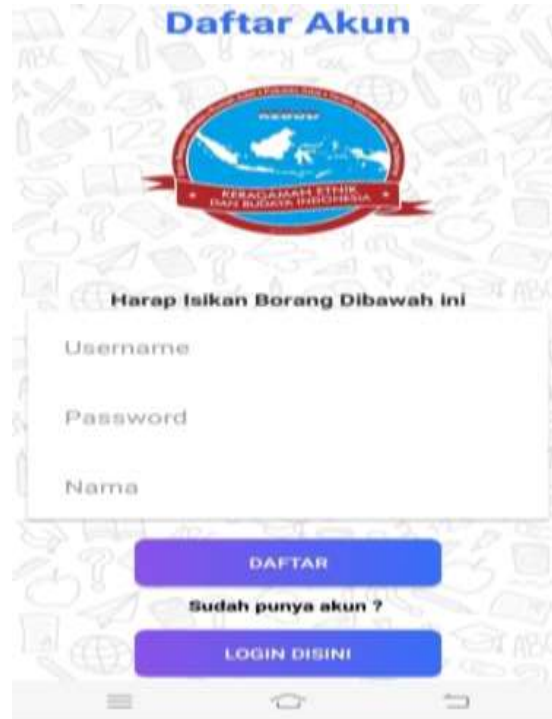 Daftar Akun
KERAGAMAN ETNIK
DAN BUDAYA INDONESIA
Harap Isikan Borang Dibawah ini
Username
Password
Nama
DAFTAR
Sudah punya akun ?
LOGIN DISINI